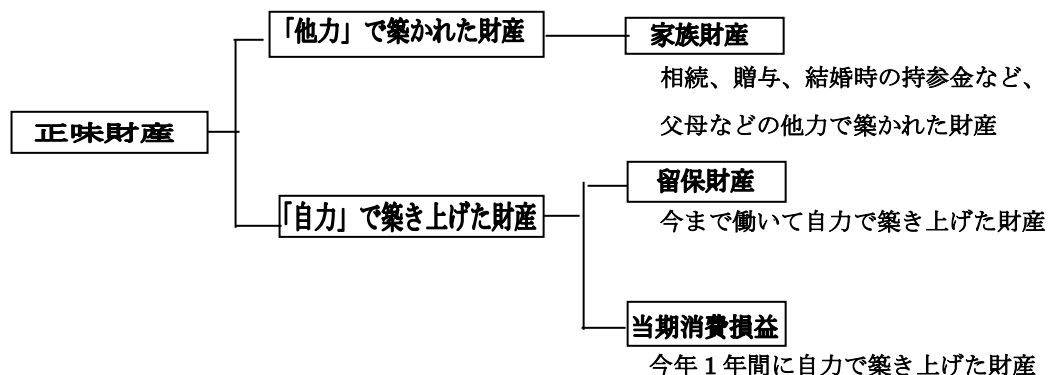 「他力」で築かれた財産
家族財産
相続、贈与、結婚時の持参金など、
父母などの他力で築かれた財産
正味財産
留保財産
「自力」で築き上げた財産
今まで働いて自力で築き上げた財産
当期消費損益
今年１年間に自力で築き上げた財産